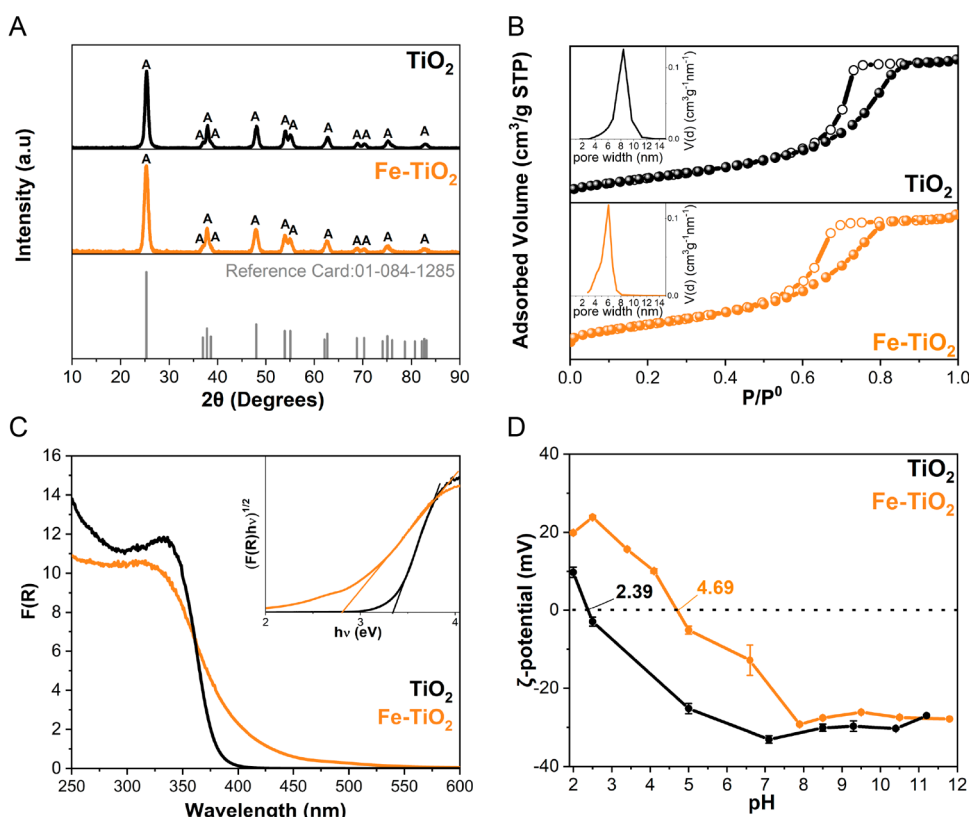 A
TiO2
A
A
A
A
A
A
A
A
A
A
A
A
Fe-TiO2
A
A
A
A
A
A
A
A
A
A
A
A
Reference Card:01-084-1285
Intensity (a.u)
10 20 30 40 50 60 70 80 90
2θ (Degrees)
B
Adsorbed Volume (cm3/g STP)
0.1
0.0
V(d) (cm3g-1nm-1)
2 4 6 8 10 12 14
pore width (nm)
TiO2
0.1
0.0
V(d) (cm3g-1nm-1)
2 4 6 8 10 12 14
pore width (nm)
Fe-TiO2
0.0 0.2 0.4 0.6 0.8 1.0
P/P0
C
16
14
12
10
8
6
4
2
0
F(R)
(F(R)hν)1/2
2 3 4
hν (eV)
TiO2
Fe-TiO2
250 300 350 400 450 500 550 600
Wavelength (nm)
D
40
20
0
-20
-40
ζ-potential (mV)
TiO2
Fe-TiO2
2.39
4.69
2 3 4 5 6 7 8 9 10 11 12
pH